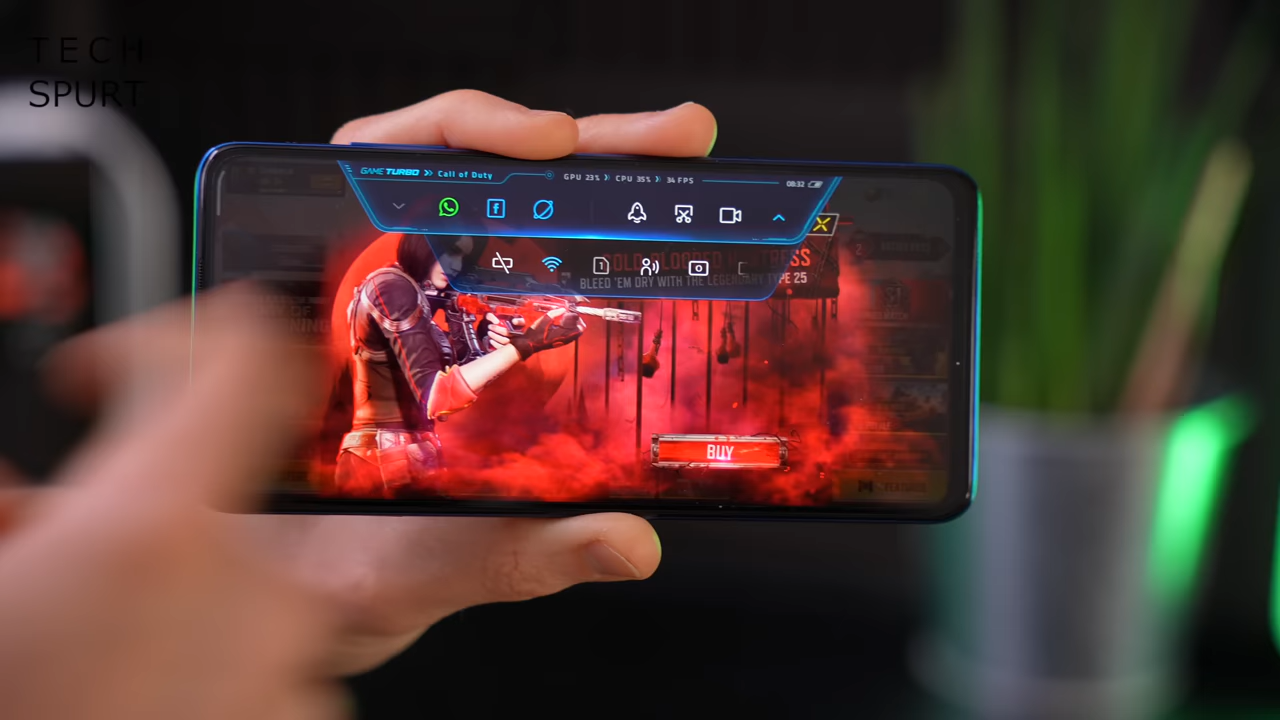 TECH
SPURT
GAME TURBO Call of Duty
GPU 23% CPU 35% 34 FPS
08:32
1
BLEED 'EM DRY WITH THE LEGENDARY TYPE 25
BUY